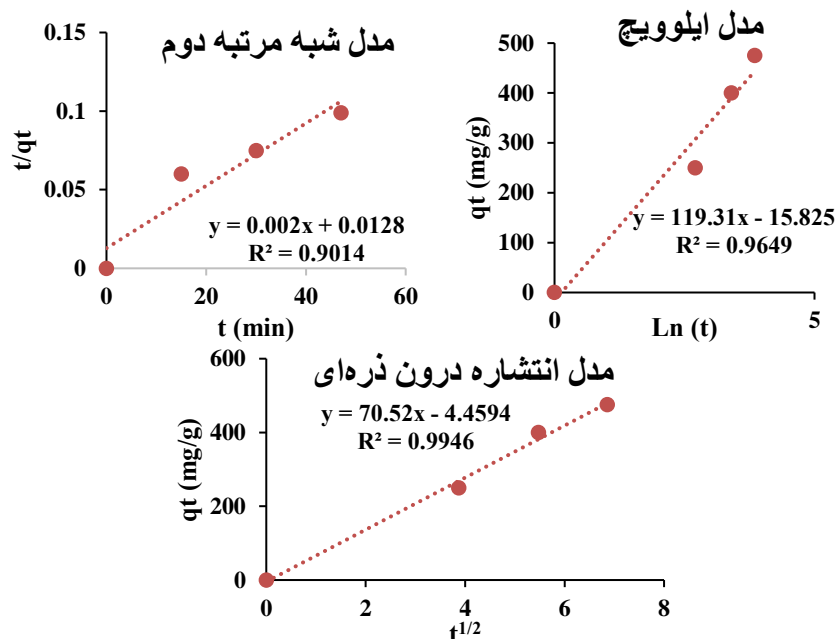 مدل شبه مرتبه دوم
0.15
0.1
0.05
0
t/qt
y = 0.002x + 0.0128
R² = 0.9014
0 20 40 60
t (min)
مدل ایلوویچ
500
400
300
200
100
0
qt (mg/g)
y = 119.31x - 15.825
R² = 0.9649
0 5
Ln (t)
مدل انتشاره درون ذره‌ای
600
400
200
0
qt (mg/g)
y = 70.52x - 4.4594
R² = 0.9946
0 2 4 6 8
t^1/2